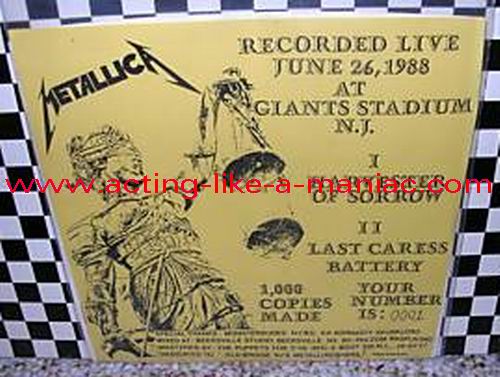 METALLICA
RECORDED LIVE
JUNE 26, 1988
AT
GIANTS STADIUM
N.J.
I
www.acting-like-a-maniac.com
HARVESTER
OF SORROW
II
LAST CARESS
BATTERY
1,000 YOUR
COPIES NUMBER
MADE IS: 0001